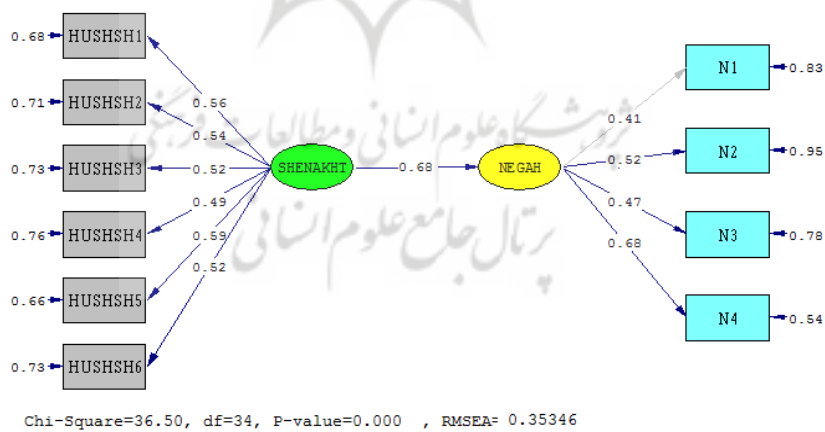 0.68 HUSHSH1
0.71 HUSHSH2
0.73 HUSHSH3
0.76 HUSHSH4
0.66 HUSHSH5
0.73 HUSHSH6
0.56
0.54
0.52
0.49
0.59
0.52
SHENAKHT 0.68 NEGAH
0.41
0.52
0.47
0.68
N1 0.83
N2 0.95
N3 0.78
N4 0.54
پژوهشگاه علوم انسانی و مطالعات فرهنگی
پرتال جامع علوم انسانی
Chi-Square=36.50, df=34, P-value=0.000 , RMSEA= 0.35346